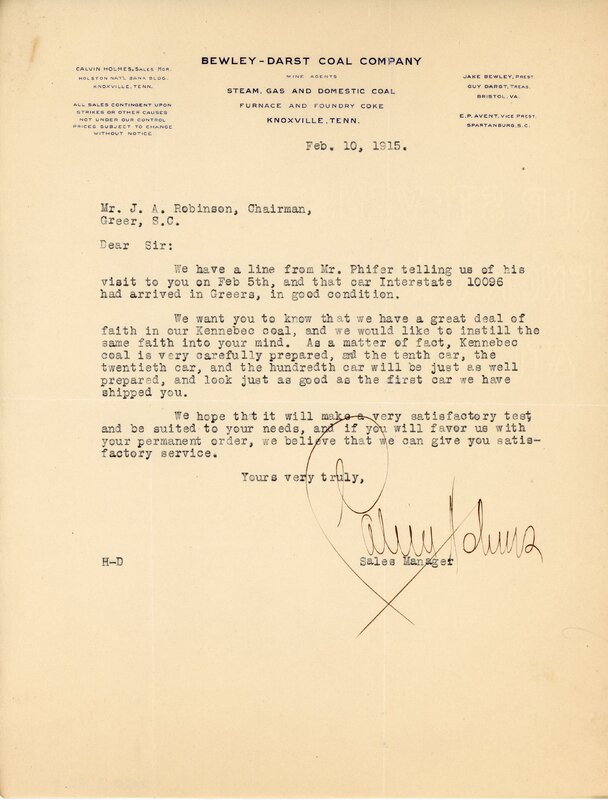 BEWLEY-DARST COAL COMPANY
MINE AGENTS
STEAM, GAS AND DOMESTIC COAL
FURNACE AND FOUNDRY COKE
KNOXVILLE, TENN.
CALVIN HOLMES, SALES MGR.
HOLSTON NAT'L BANK BLDG.
KNOXVILLE, TENN.
ALL SALES CONTINGENT UPON
STRIKES OR OTHER CAUSES
NOT UNDER OUR CONTROL
PRICES SUBJECT TO CHANGE
WITHOUT NOTICE
JAKE BEWLEY, PREST.
GUY DARST, TREAS.
BRISTOL, VA.
E. P. AVENT, VICE PREST.
SPARTANBURG, S.C.
Feb. 10, 1915.
Mr. J. A. Robinson, Chairman,
Greer, S.C.
Dear Sir:
We have a line from Mr. Phifer telling us of his
visit to you on Feb 5th, and that car Interstate 10096
had arrived in Greers, in good condition.
We want you to know that we have a great deal of
faith in our Kennebec coal, and we would like to instill the
same faith into your mind. As a matter of fact, Kennebec
coal is very carefully prepared, and the tenth car, the
twentieth car, and the hundredth car will be just as well
prepared, and look just as good as the first car we have
shipped you.
We hope tht it will make a very satisfactory test
and be suited to your needs, and if you will favor us with
your permanent order, we believe that we can give you satis-
factory service.
Yours very truly,
Calvin Holmes
Sales Manager
H-D